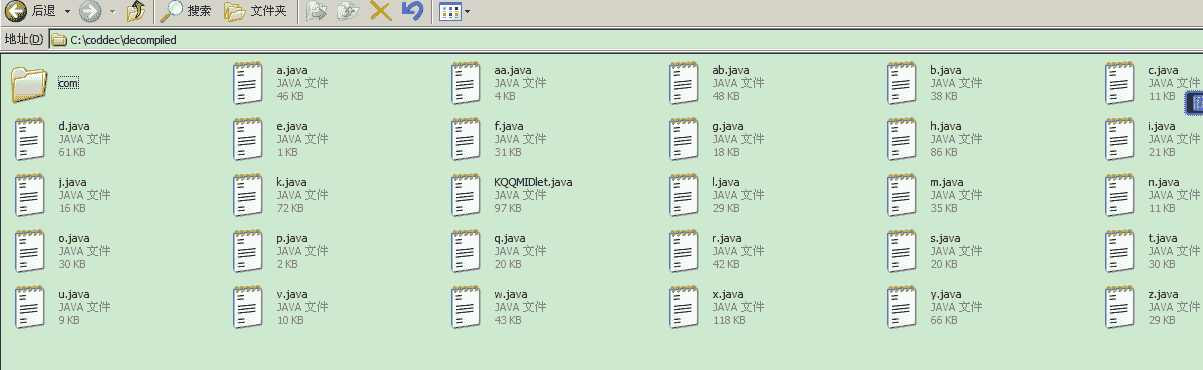 后退 搜索 文件夹
地址(D) C:\coddec\decompiled
com
a.java
JAVA 文件
46 KB
aa.java
JAVA 文件
4 KB
ab.java
JAVA 文件
48 KB
b.java
JAVA 文件
38 KB
c.java
JAVA 文件
11 KB
d.java
JAVA 文件
61 KB
e.java
JAVA 文件
1 KB
f.java
JAVA 文件
31 KB
g.java
JAVA 文件
18 KB
h.java
JAVA 文件
86 KB
i.java
JAVA 文件
21 KB
j.java
JAVA 文件
16 KB
k.java
JAVA 文件
72 KB
KQQMIDlet.java
JAVA 文件
97 KB
l.java
JAVA 文件
29 KB
m.java
JAVA 文件
35 KB
n.java
JAVA 文件
11 KB
o.java
JAVA 文件
30 KB
p.java
JAVA 文件
2 KB
q.java
JAVA 文件
20 KB
r.java
JAVA 文件
42 KB
s.java
JAVA 文件
20 KB
t.java
JAVA 文件
30 KB
u.java
JAVA 文件
9 KB
v.java
JAVA 文件
10 KB
w.java
JAVA 文件
43 KB
x.java
JAVA 文件
118 KB
y.java
JAVA 文件
66 KB
z.java
JAVA 文件
29 KB